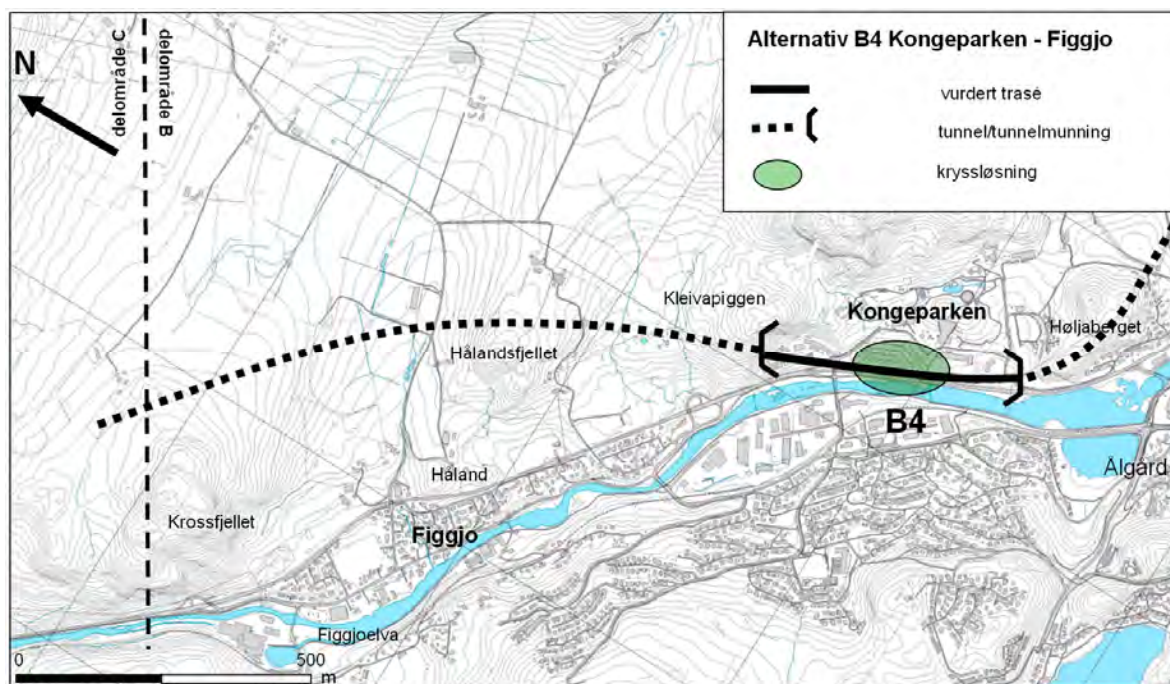 Alternativ B4 Kongeparken - Figgjo
vurdert trasé
tunnel/tunnelmunning
kryssløsning
N
delområde C
delområde B
Kleivapiggen
Kongeparken
Høljaberget
Hålandsfjellet
B4
Ålgård
Håland
Krossfjellet
Figgjo
Figgjoelva
0
500
m